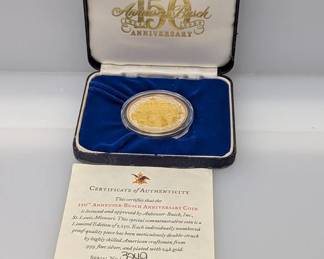 150
Anheuser-Busch
ANNIVERSARY
CERTIFICATE OF AUTHENTICITY
This certifies that the
150th ANHEUSER-BUSCH ANNIVERSARY COIN
is licensed and approved by Anheuser-Busch, Inc.,
St. Louis, Missouri. This special commemorative coin is a
Limited Edition of
Each individually numbered
proof-quality piece has been meticulously double-struck
by highly skilled American craftsmen from
.999 fine silver, and plated with 24k gold.
SERIAL No.